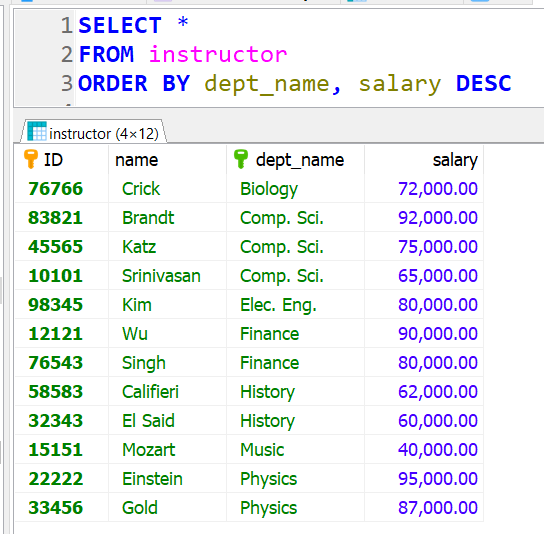 1 SELECT *
2 FROM instructor
3 ORDER BY dept_name, salary DESC
instructor (4×12)
ID name dept_name salary
76766 Crick Biology 72,000.00
83821 Brandt Comp. Sci. 92,000.00
45565 Katz Comp. Sci. 75,000.00
10101 Srinivasan Comp. Sci. 65,000.00
98345 Kim Elec. Eng. 80,000.00
12121 Wu Finance 90,000.00
76543 Singh Finance 80,000.00
58583 Califieri History 62,000.00
32343 El Said History 60,000.00
15151 Mozart Music 40,000.00
22222 Einstein Physics 95,000.00
33456 Gold Physics 87,000.00